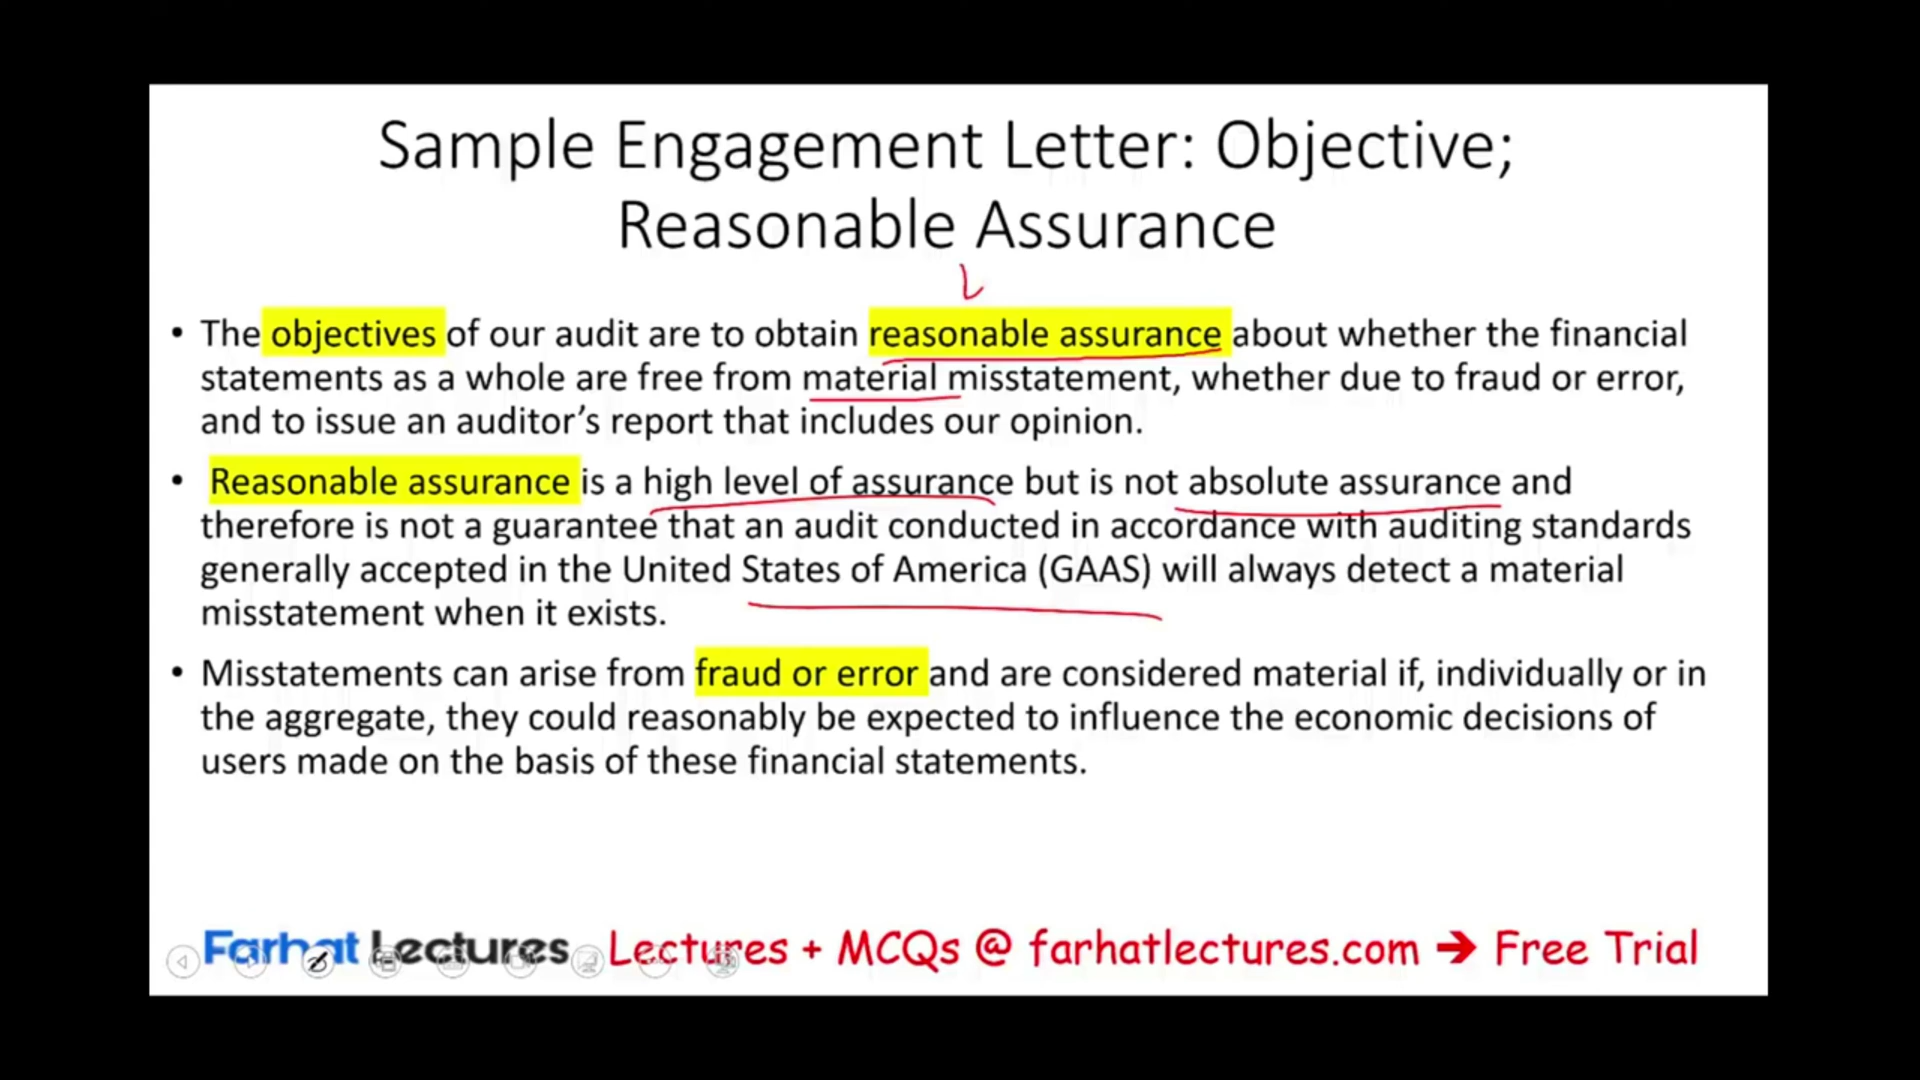 Sample Engagement Letter: Objective;
Reasonable Assurance
• The objectives of our audit are to obtain reasonable assurance about whether the financial
statements as a whole are free from material misstatement, whether due to fraud or error,
and to issue an auditor’s report that includes our opinion.
• Reasonable assurance is a high level of assurance but is not absolute assurance and
therefore is not a guarantee that an audit conducted in accordance with auditing standards
generally accepted in the United States of America (GAAS) will always detect a material
misstatement when it exists.
• Misstatements can arise from fraud or error and are considered material if, individually or in
the aggregate, they could reasonably be expected to influence the economic decisions of
users made on the basis of these financial statements.
Farhat Lectures Lectures + MCQs @ farhatlectures.com ➔ Free Trial